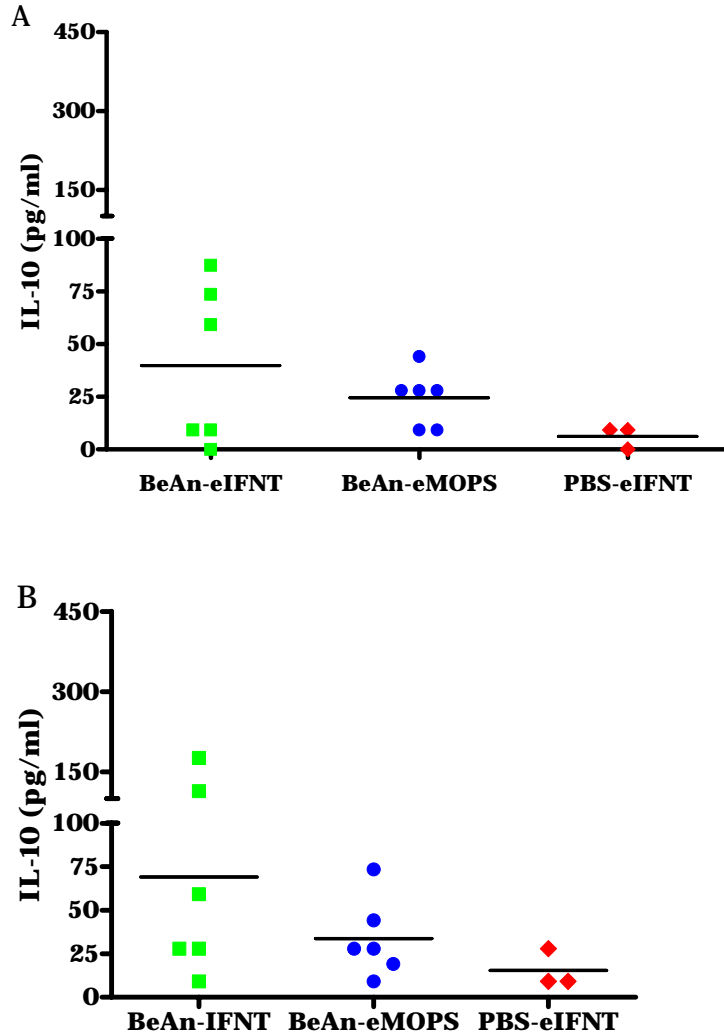 A
450
300
150
100
75
50
25
0
IL-10 (pg/ml)
BeAn-eIFNT BeAn-eMOPS PBS-eIFNT
B
450
300
150
100
75
50
25
0
IL-10 (pg/ml)
BeAn-IFNT BeAn-eMOPS PBS-eIFNT